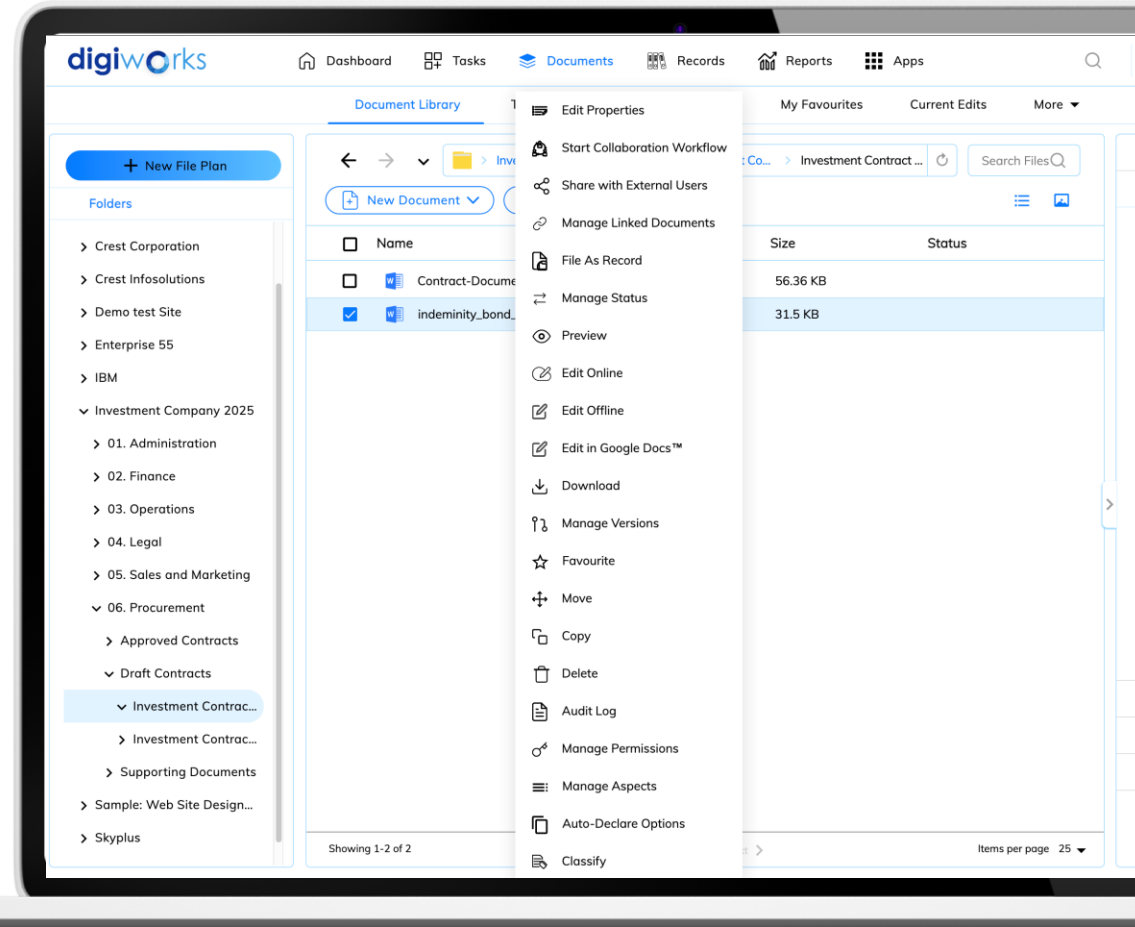 digiworks
Dashboard Tasks Documents Records Reports Apps
Document Library My Favourites Current Edits More
New File Plan
Folders
Crest Corporation
Crest Infosolutions
Demo test Site
Enterprise 55
IBM
Investment Company 2025
01. Administration
02. Finance
03. Operations
04. Legal
05. Sales and Marketing
06. Procurement
Approved Contracts
Draft Contracts
Investment Contrac...
Investment Contrac...
Supporting Documents
Sample: Web Site Design...
Skyplus
Inve
t Co... Investment Contract ... Search Files
New Document
Name Size Status
Contract-Docume 56.36 KB
indeminity_bond_ 31.5 KB
Showing 1-2 of 2 Items per page 25
Edit Properties
Start Collaboration Workflow
Share with External Users
Manage Linked Documents
File As Record
Manage Status
Preview
Edit Online
Edit Offline
Edit in Google Docs™
Download
Manage Versions
Favourite
Move
Copy
Delete
Audit Log
Manage Permissions
Manage Aspects
Auto-Declare Options
Classify